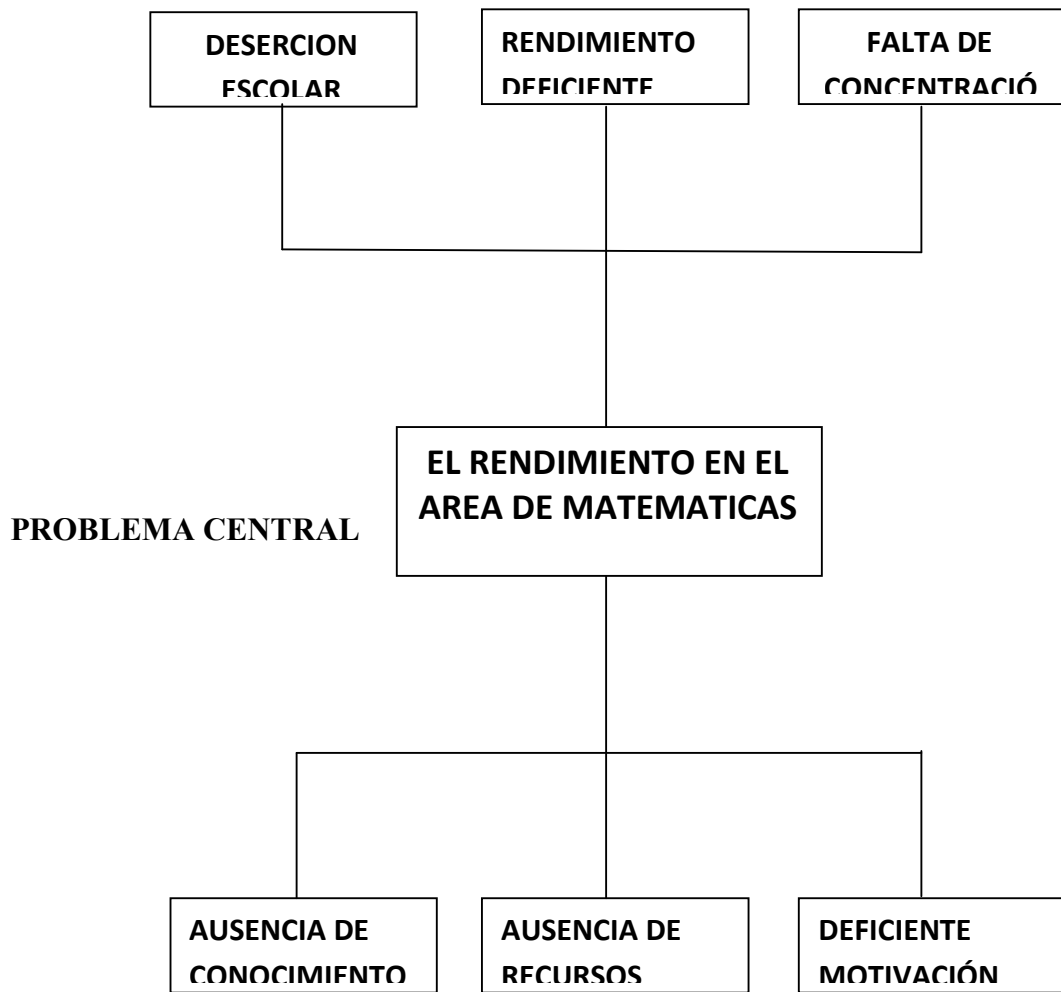 DESERCION
ESCOLAR
RENDIMIENTO
DEFICIENTE
FALTA DE
CONCENTRACIÓ
EL RENDIMIENTO EN EL
AREA DE MATEMATICAS
PROBLEMA CENTRAL
AUSENCIA DE
CONOCIMIENTO
AUSENCIA DE
RECURSOS
DEFICIENTE
MOTIVACIÓN